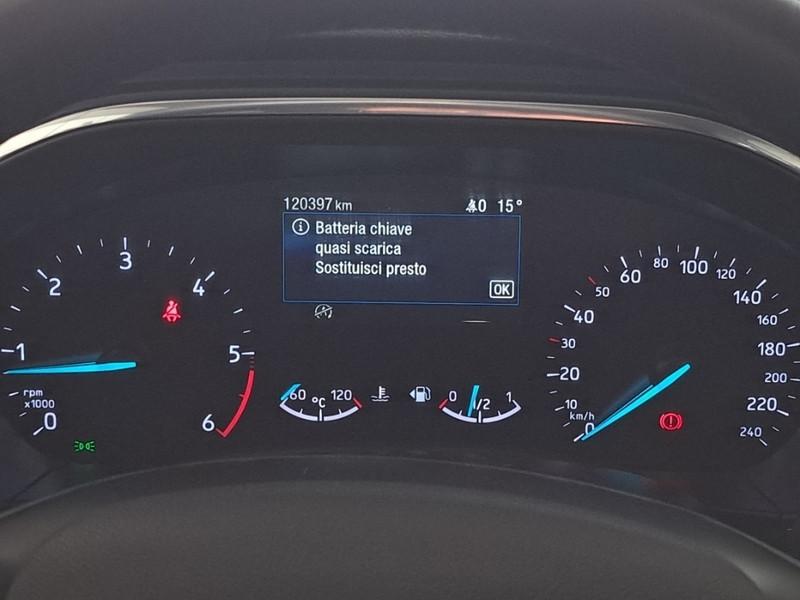 120397 km
0 15°
Batteria chiave
quasi scarica
Sostituisci presto
OK
0 1 2 3 4 5 6
rpm
x1000
60 °C 120
0 1/2 1
0 10 20 30 40 50 60 80 100 120 140 160 180 200 220 240
km/h